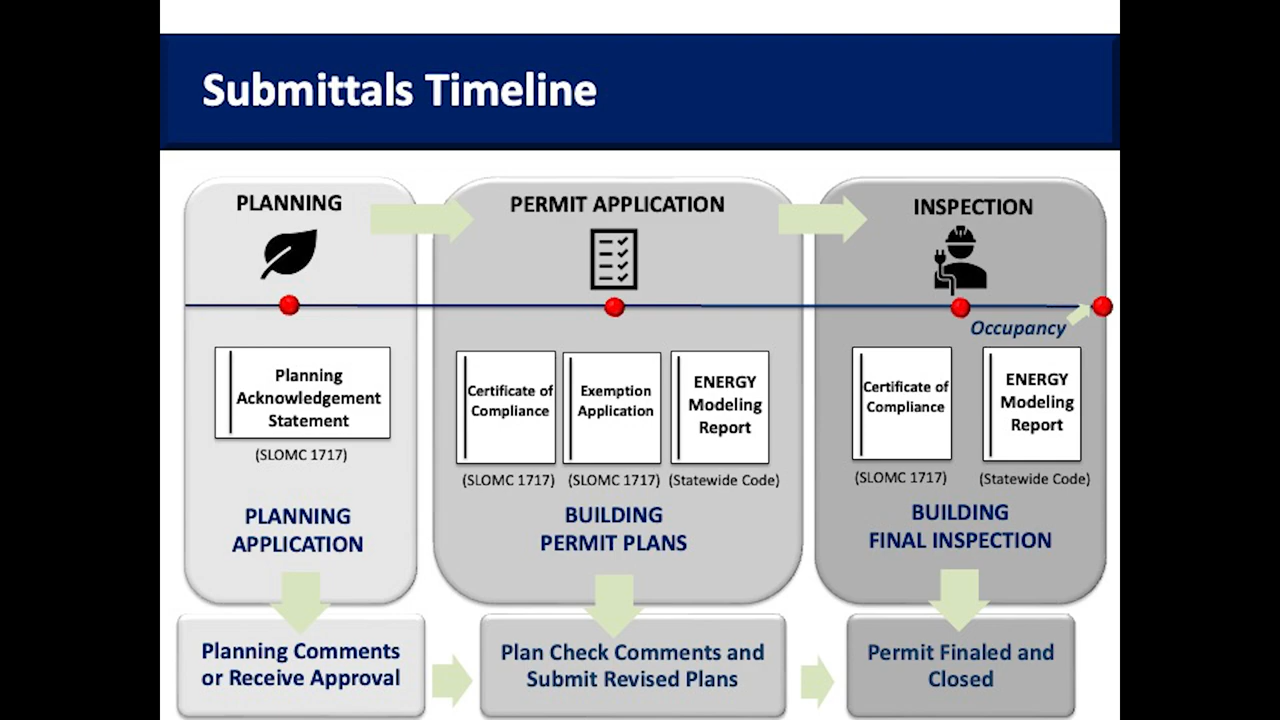 Submittals Timeline
PLANNING
Planning
Acknowledgement
Statement
(SLOMC 1717)
PLANNING
APPLICATION
Planning Comments
or Receive Approval
PERMIT APPLICATION
Certificate of
Compliance
(SLOMC 1717)
Exemption
Application
(SLOMC 1717)
ENERGY
Modeling
Report
(Statewide Code)
BUILDING
PERMIT PLANS
Plan Check Comments and
Submit Revised Plans
INSPECTION
Occupancy
Certificate of
Compliance
(SLOMC 1717)
ENERGY
Modeling
Report
(Statewide Code)
BUILDING
FINAL INSPECTION
Permit Finaled and
Closed